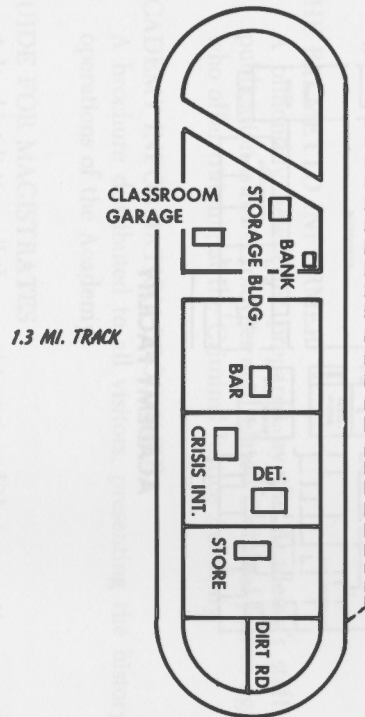 CLASSROOM
GARAGE
STORAGE BLDG.
BANK
1.3 MI. TRACK
BAR
CRISIS INT.
DET.
STORE
DIRT RD.